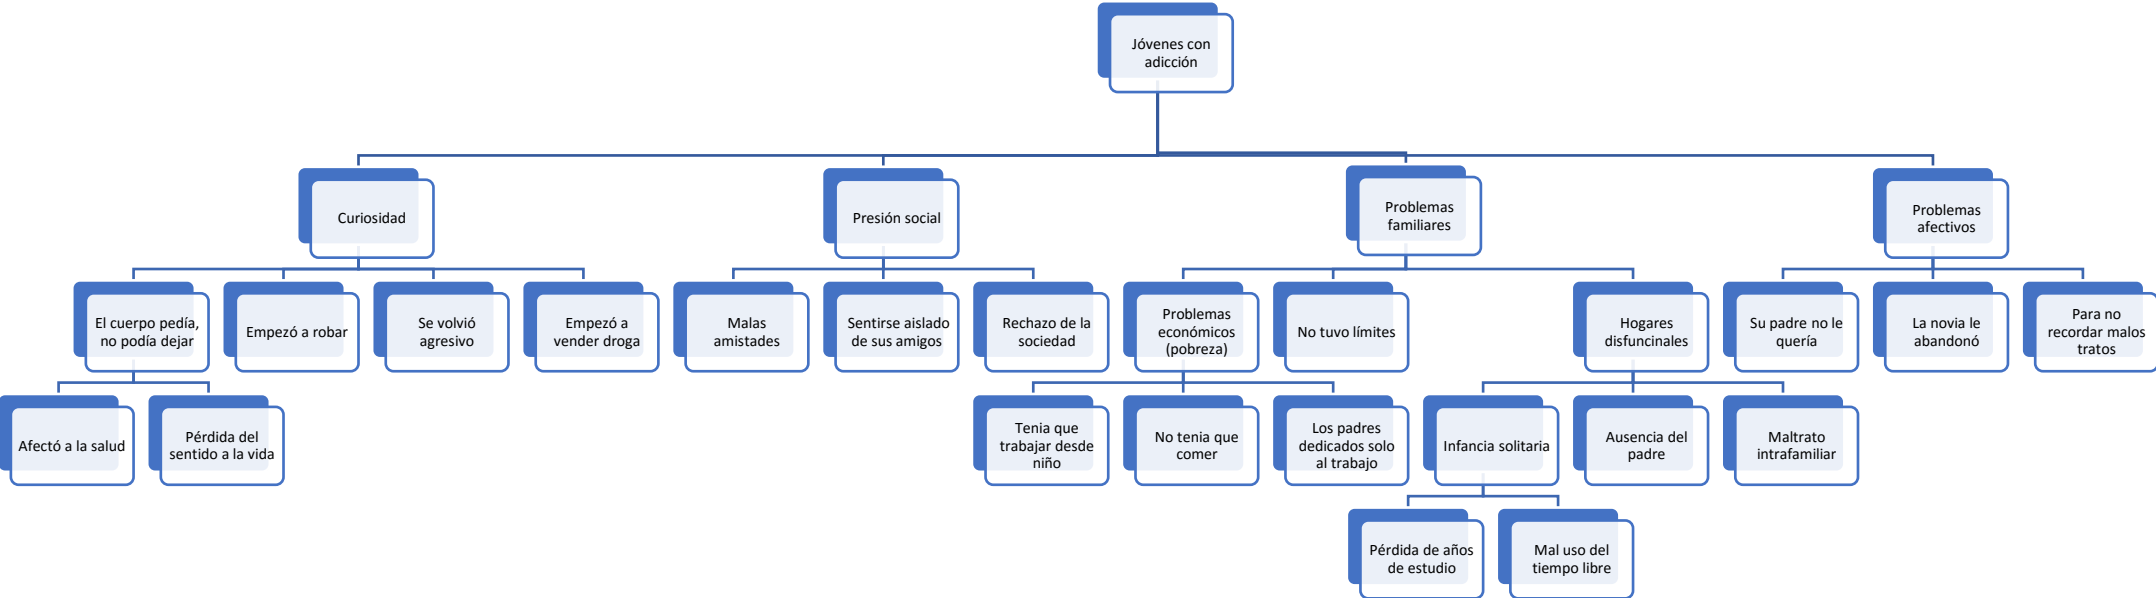 Jóvenes con
adicción
Curiosidad
Presión social
Problemas
familiares
Problemas
afectivos
El cuerpo pedía,
no podía dejar
Empezó a robar
Se volvió
agresivo
Empezó a
vender droga
Malas
amistades
Sentirse aislado
de sus amigos
Rechazo de la
sociedad
Problemas
económicos
(pobreza)
No tuvo límites
Hogares
disfuncinales
Su padre no le
quería
La novia le
abandonó
Para no
recordar malos
tratos
Afectó a la salud
Pérdida del
sentido a la vida
Tenia que
trabajar desde
niño
No tenia que
comer
Los padres
dedicados solo
al trabajo
Infancia solitaria
Ausencia del
padre
Maltrato
intrafamiliar
Pérdida de años
de estudio
Mal uso del
tiempo libre